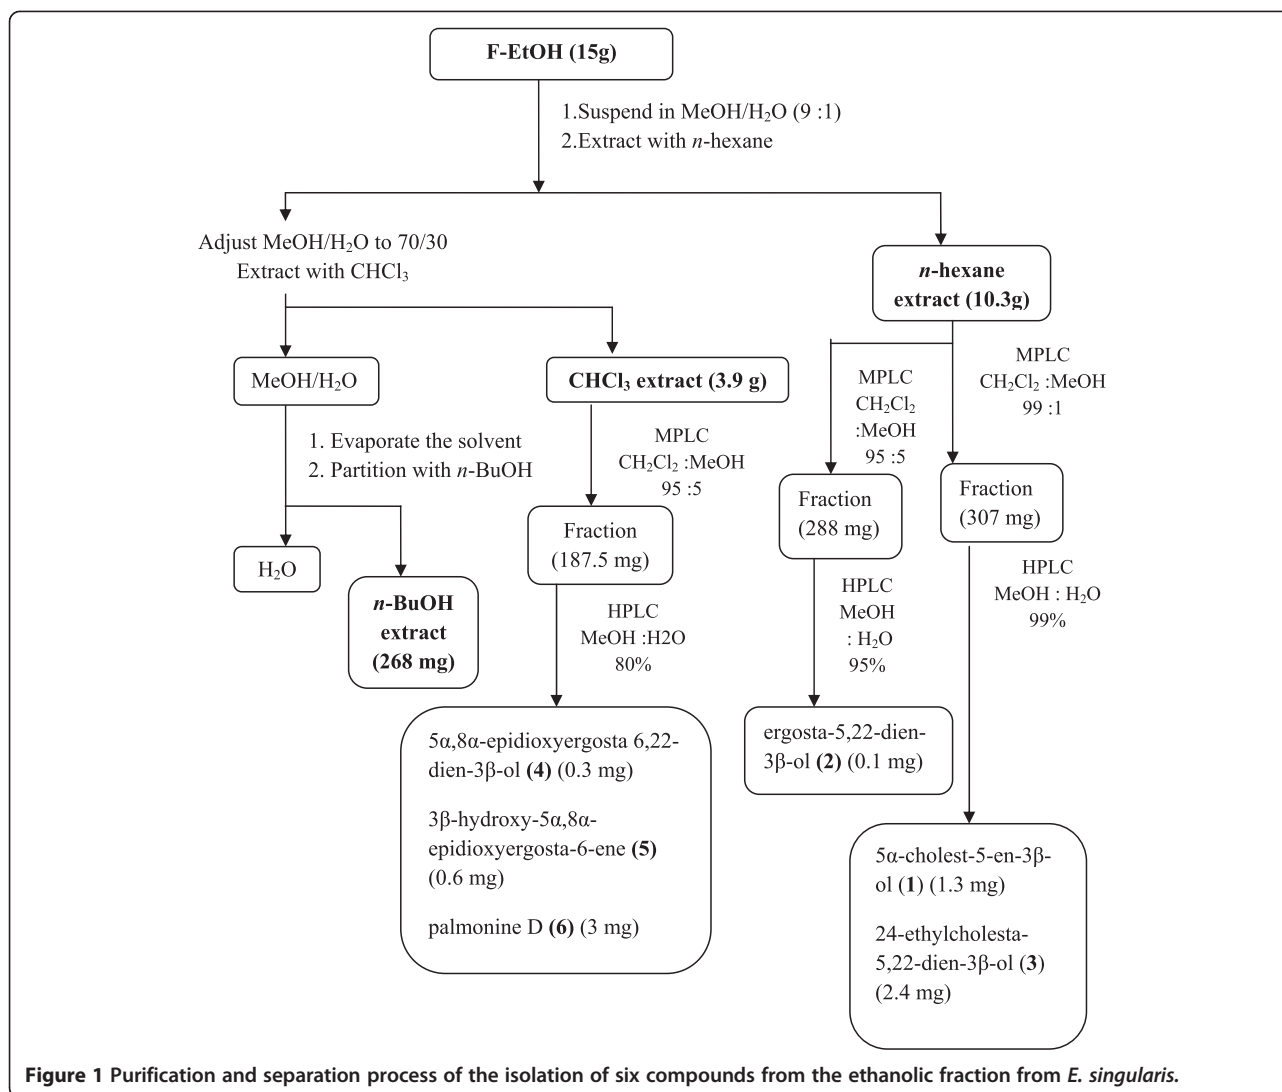 F-EtOH (15g)
1.Suspend in MeOH/H₂O (9 :1)
2.Extract with n-hexane
Adjust MeOH/H₂O to 70/30
Extract with CHCl₃
n-hexane
extract (10.3g)
MeOH/H₂O
CHCl₃ extract (3.9 g)
MPLC
CH₂Cl₂
:MeOH
95 :5
MPLC
CH₂Cl₂ :MeOH
99 :1
1. Evaporate the solvent
2. Partition with n-BuOH
MPLC
CH₂Cl₂ :MeOH
95 :5
Fraction
(288 mg)
Fraction
(307 mg)
H₂O
n-BuOH
extract
(268 mg)
Fraction
(187.5 mg)
HPLC
MeOH :H2O
80%
HPLC
MeOH
: H₂O
95%
HPLC
MeOH : H₂O
99%
5α,8α-epidioxyergosta 6,22-
dien-3β-ol (4) (0.3 mg)
3β-hydroxy-5α,8α-
epidioxyergosta-6-ene (5)
(0.6 mg)
palmonine D (6) (3 mg)
ergosta-5,22-dien-
3β-ol (2) (0.1 mg)
5α-cholest-5-en-3β-
ol (1) (1.3 mg)
24-ethylcholesta-
5,22-dien-3β-ol (3)
(2.4 mg)
Figure 1 Purification and separation process of the isolation of six compounds from the ethanolic fraction from E. singularis.